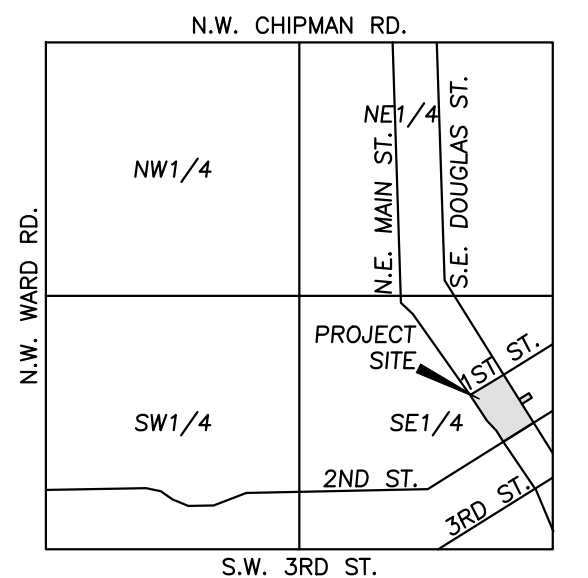 N.W. CHIPMAN RD.
NE1/4
NW1/4
N.E. MAIN ST.
S.E. DOUGLAS ST.
N.W. WARD RD.
PROJECT
SITE
1ST ST.
SW1/4
SE1/4
2ND ST.
3RD ST.
S.W. 3RD ST.